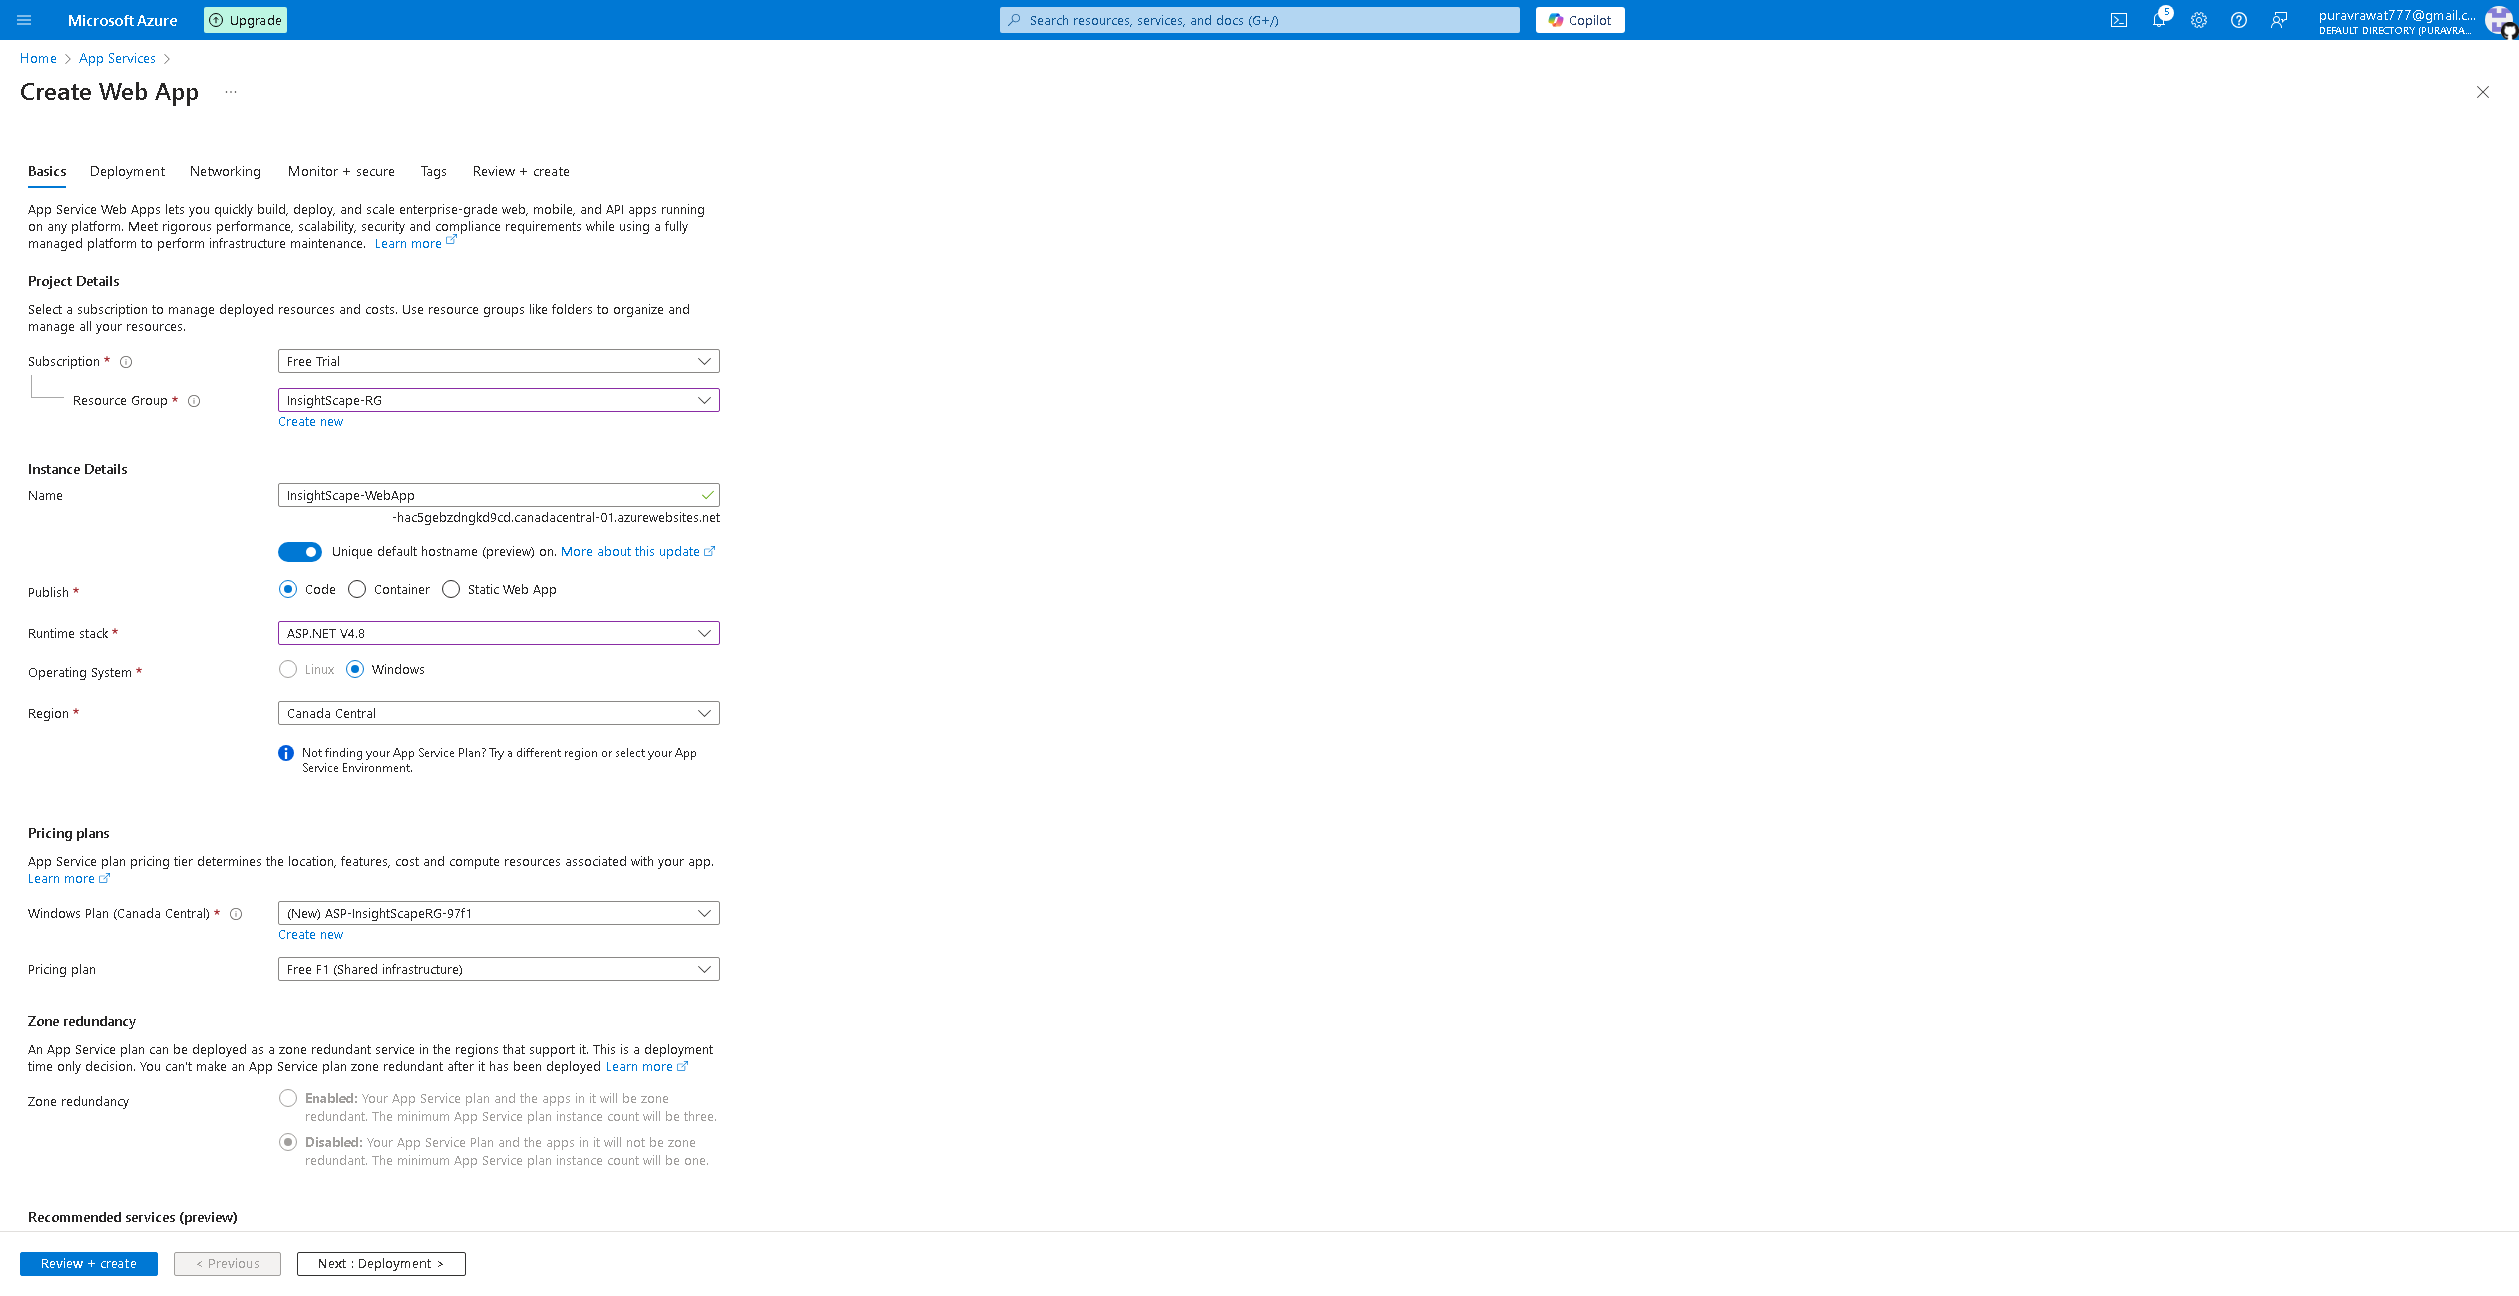 Microsoft Azure
Upgrade
Search resources, services, and docs (G+/)
Copilot
5
puravrawat777@gmail.c...
DEFAULT DIRECTORY (PURAVRA...
Home
App Services
Create Web App
...
Basics
Deployment
Networking
Monitor + secure
Tags
Review + create
App Service Web Apps lets you quickly build, deploy, and scale enterprise-grade web, mobile, and API apps running
on any platform. Meet rigorous performance, scalability, security and compliance requirements while using a fully
managed platform to perform infrastructure maintenance. Learn more
Project Details
Select a subscription to manage deployed resources and costs. Use resource groups like folders to organize and
manage all your resources.
Subscription *
Free Trial
Resource Group *
InsightScape-RG
Create new
Instance Details
Name
InsightScape-WebApp
-hac5gebzdngkd9cd.canadacentral-01.azurewebsites.net
Unique default hostname (preview) on. More about this update
Publish *
Code
Container
Static Web App
Runtime stack *
ASP.NET V4.8
Operating System *
Linux
Windows
Region *
Canada Central
Not finding your App Service Plan? Try a different region or select your App
Service Environment.
Pricing plans
App Service plan pricing tier determines the location, features, cost and compute resources associated with your app.
Learn more
Windows Plan (Canada Central) *
(New) ASP-InsightScapeRG-97f1
Create new
Pricing plan
Free F1 (Shared infrastructure)
Zone redundancy
An App Service plan can be deployed as a zone redundant service in the regions that support it. This is a deployment
time only decision. You can't make an App Service plan zone redundant after it has been deployed Learn more
Zone redundancy
Enabled: Your App Service plan and the apps in it will be zone
redundant. The minimum App Service plan instance count will be three.
Disabled: Your App Service Plan and the apps in it will not be zone
redundant. The minimum App Service plan instance count will be one.
Recommended services (preview)
Review + create
< Previous
Next : Deployment >